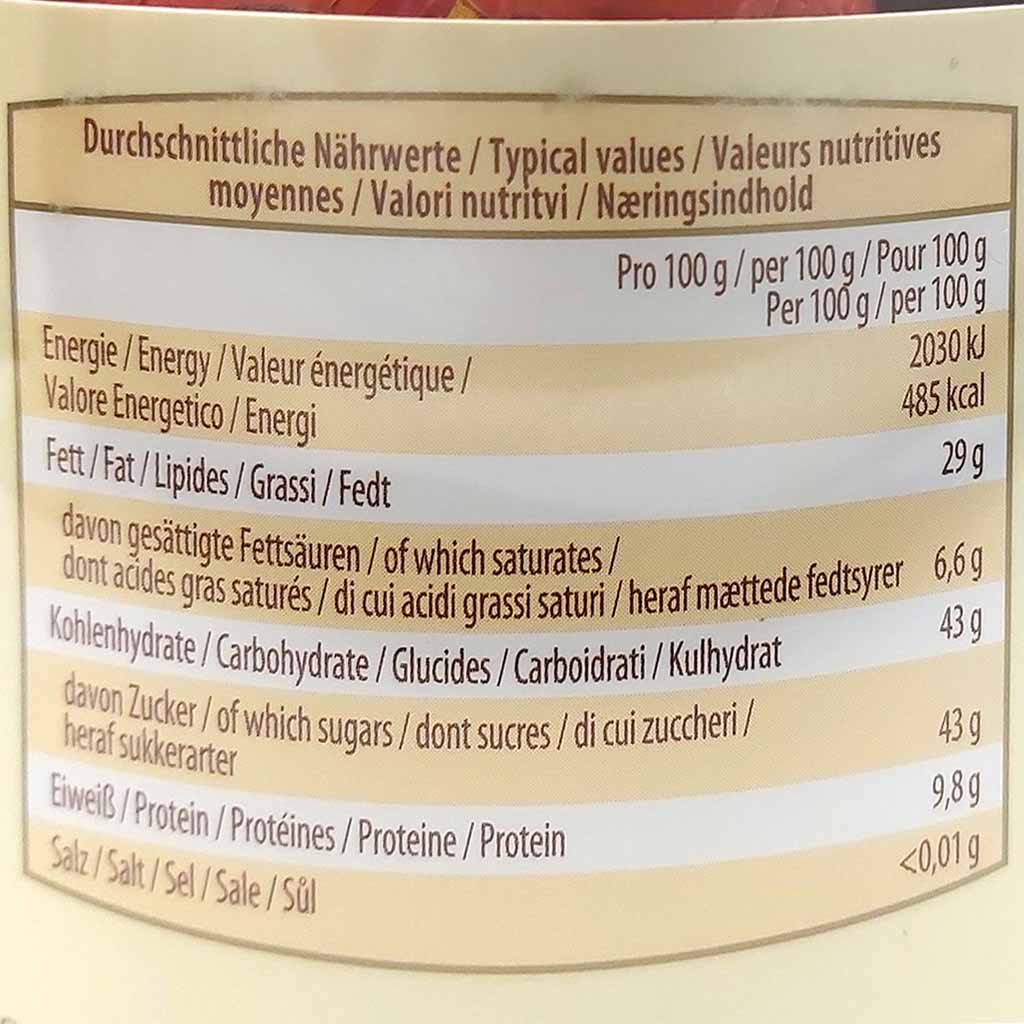 Durchschnittliche Nährwerte / Typical values / Valeurs nutritives
moyennes / Valori nutritvi / Næringsindhold
Pro 100 g / per 100 g / Pour 100 g
Per 100 g / per 100 g
Energie / Energy / Valeur énergétique / 2030 kJ
Valore Energetico / Energi 485 kcal
Fett / Fat / Lipides / Grassi / Fedt 29 g
davon gesättigte Fettsäuren / of which saturates /
dont acides gras saturés / di cui acidi grassi saturi / heraf mættede fedtsyrer 6,6 g
Kohlenhydrate / Carbohydrate / Glucides / Carboidrati / Kulhydrat 43 g
davon Zucker / of which sugars / dont sucres / di cui zuccheri /
heraf sukkerarter 43 g
Eiweiß / Protein / Protéines / Proteine / Protein 9,8 g
Salz / Salt / Sel / Sale / Sůl <0,01 g